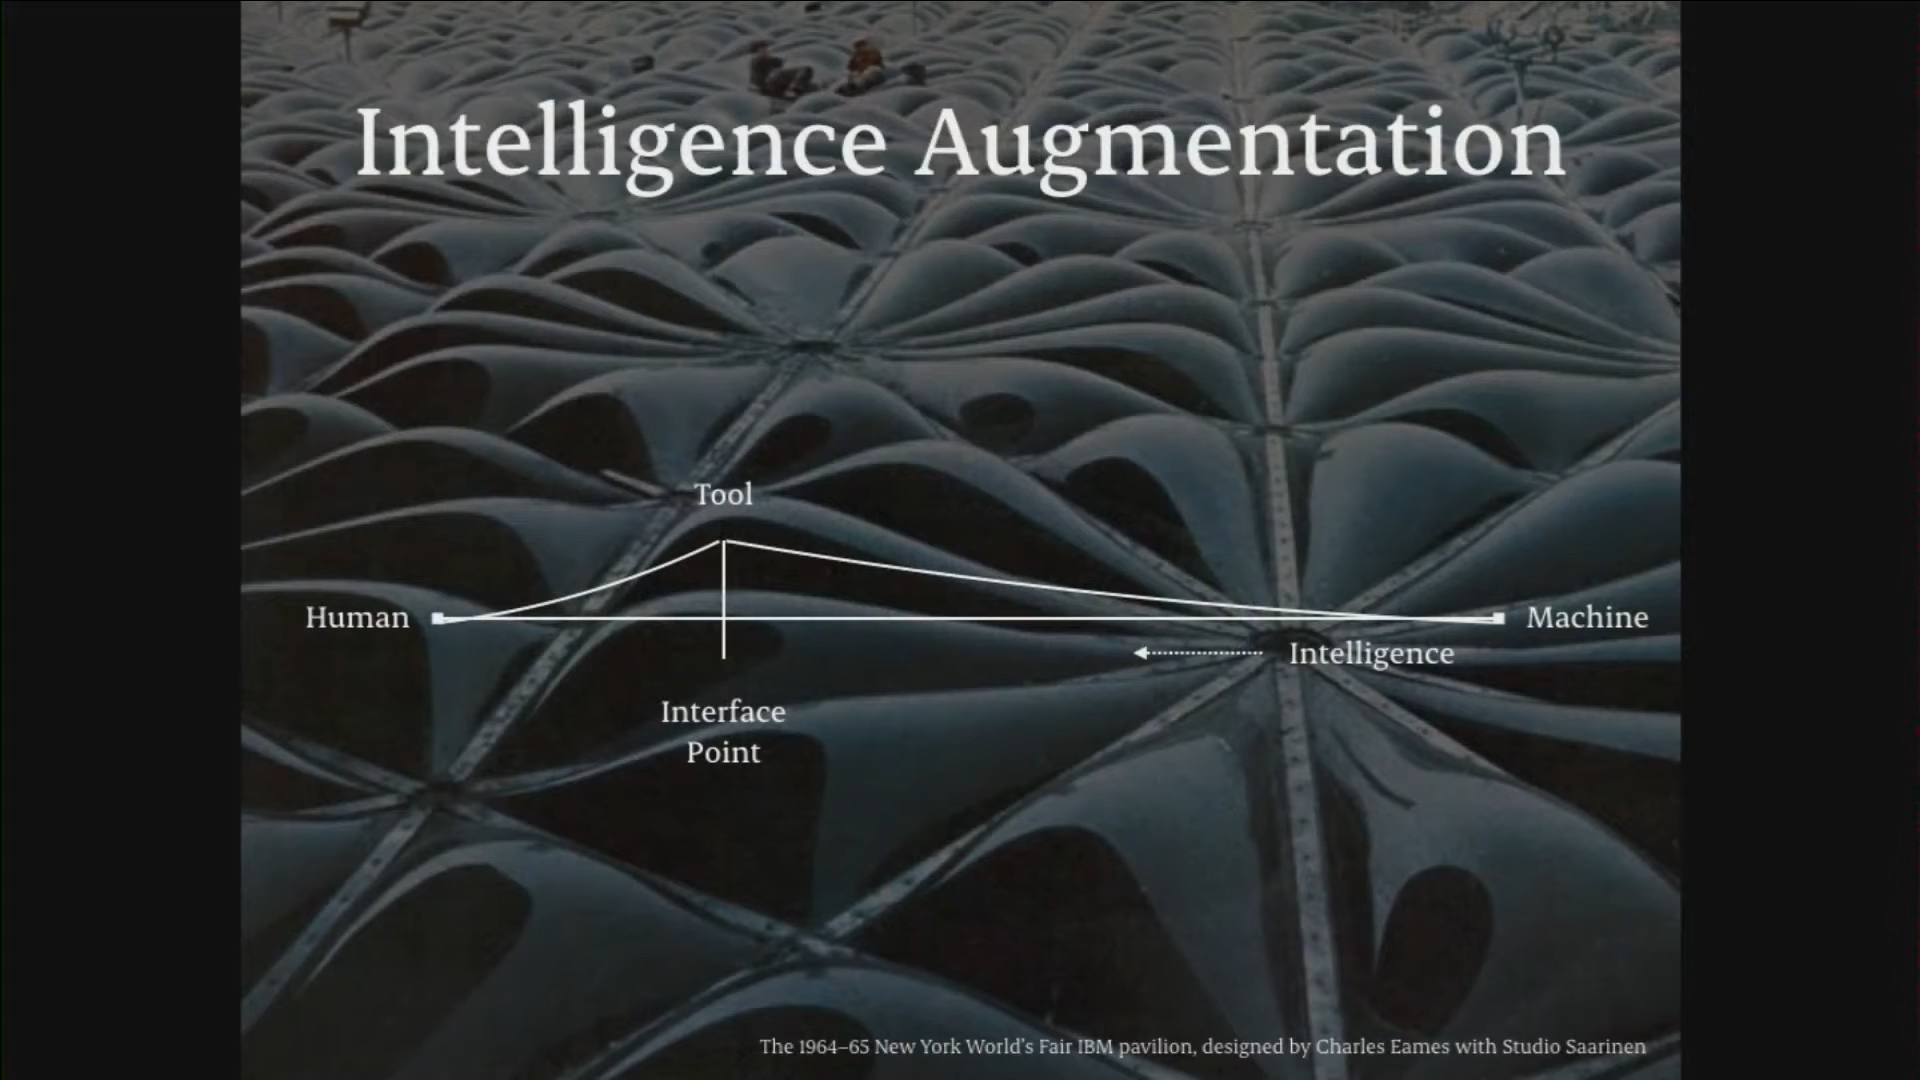 Intelligence Augmentation
Tool
Human
Machine
Intelligence
Interface
Point
The 1964–65 New York World's Fair IBM pavilion, designed by Charles Eames with Studio Saarinen